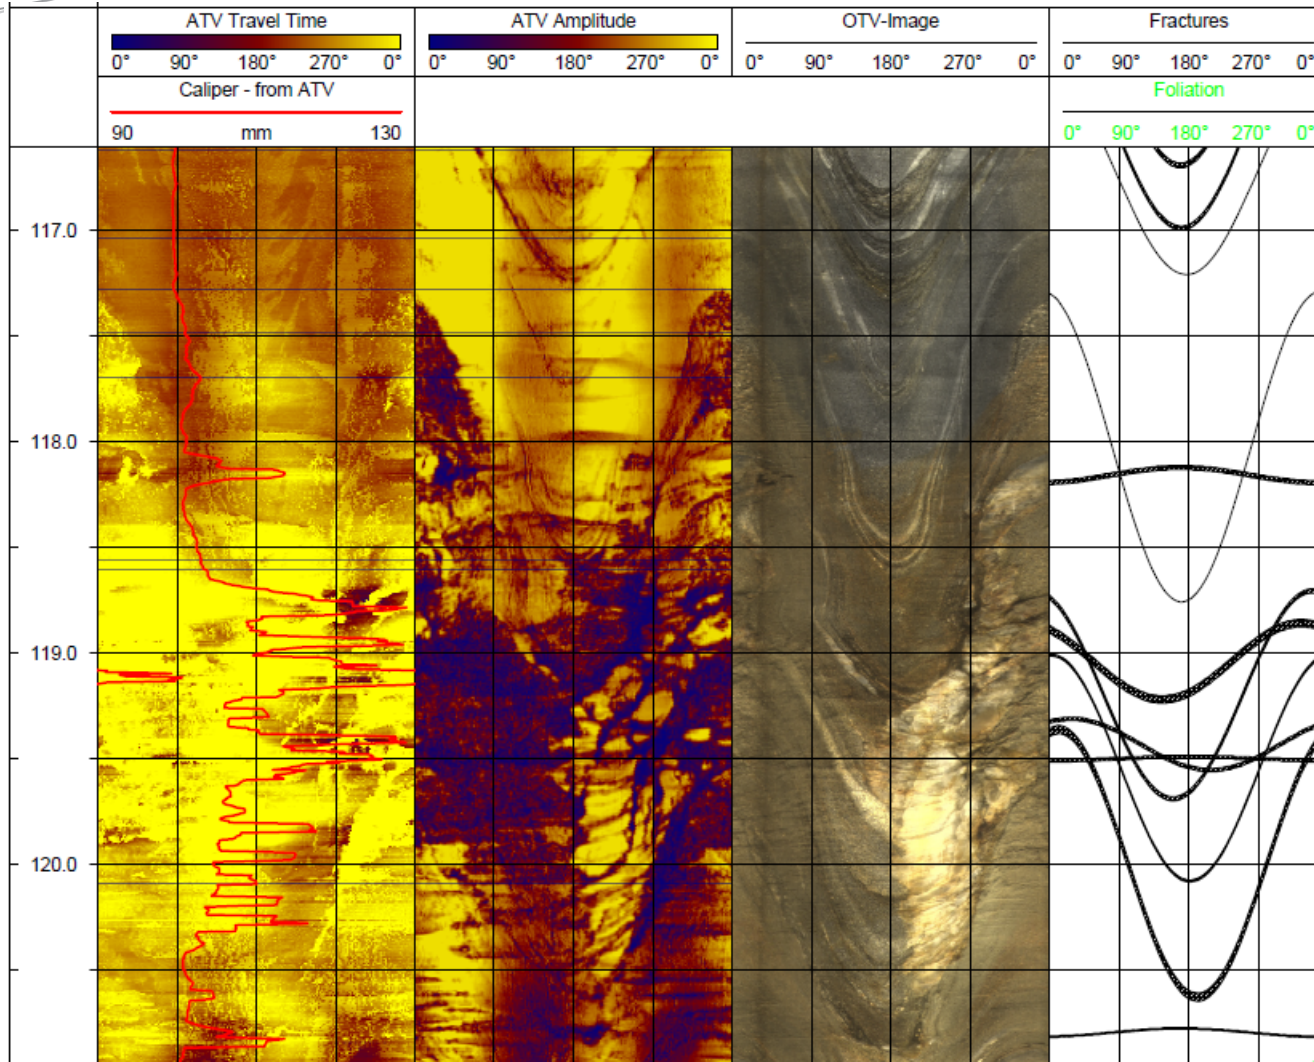 ATV Travel Time
0° 90° 180° 270° 0°
Caliper - from ATV
90 mm 130
ATV Amplitude
0° 90° 180° 270° 0°
OTV-Image
0° 90° 180° 270° 0°
Fractures
0° 90° 180° 270° 0°
Foliation
0° 90° 180° 270° 0°
117.0
118.0
119.0
120.0